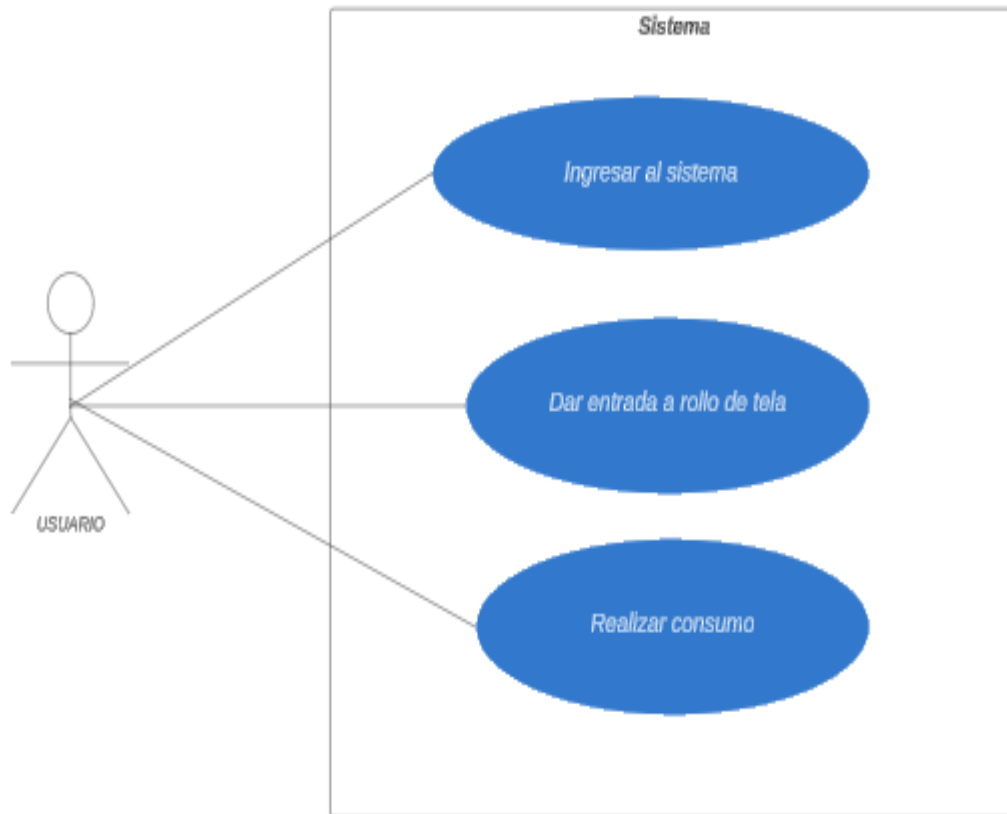 Sistema
Ingresar al sistema
Dar entrada a rollo de tela
USUARIO
Realizar consumo